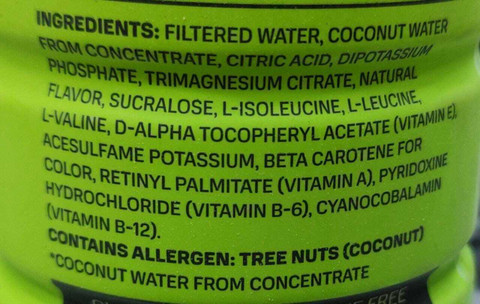 INGREDIENTS: FILTERED WATER, COCONUT WATER
FROM CONCENTRATE, CITRIC ACID, DIPOTASSIUM
PHOSPHATE, TRIMAGNESIUM CITRATE, NATURAL
FLAVOR, SUCRALOSE, L-ISOLEUCINE, L-LEUCINE,
L-VALINE, D-ALPHA TOCOPHERYL ACETATE (VITAMIN E),
ACESULFAME POTASSIUM, BETA CAROTENE FOR
COLOR, RETINYL PALMITATE (VITAMIN A), PYRIDOXINE
HYDROCHLORIDE (VITAMIN B-6), CYANOCOBALAMIN
(VITAMIN B-12).
CONTAINS ALLERGEN: TREE NUTS (COCONUT)
*COCONUT WATER FROM CONCENTRATE
FREE